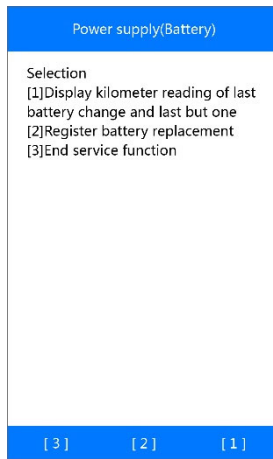 Power supply(Battery)
Selection
[1]Display kilometer reading of last
battery change and last but one
[2]Register battery replacement
[3]End service function
[ 3 ] [ 2 ] [ 1 ]